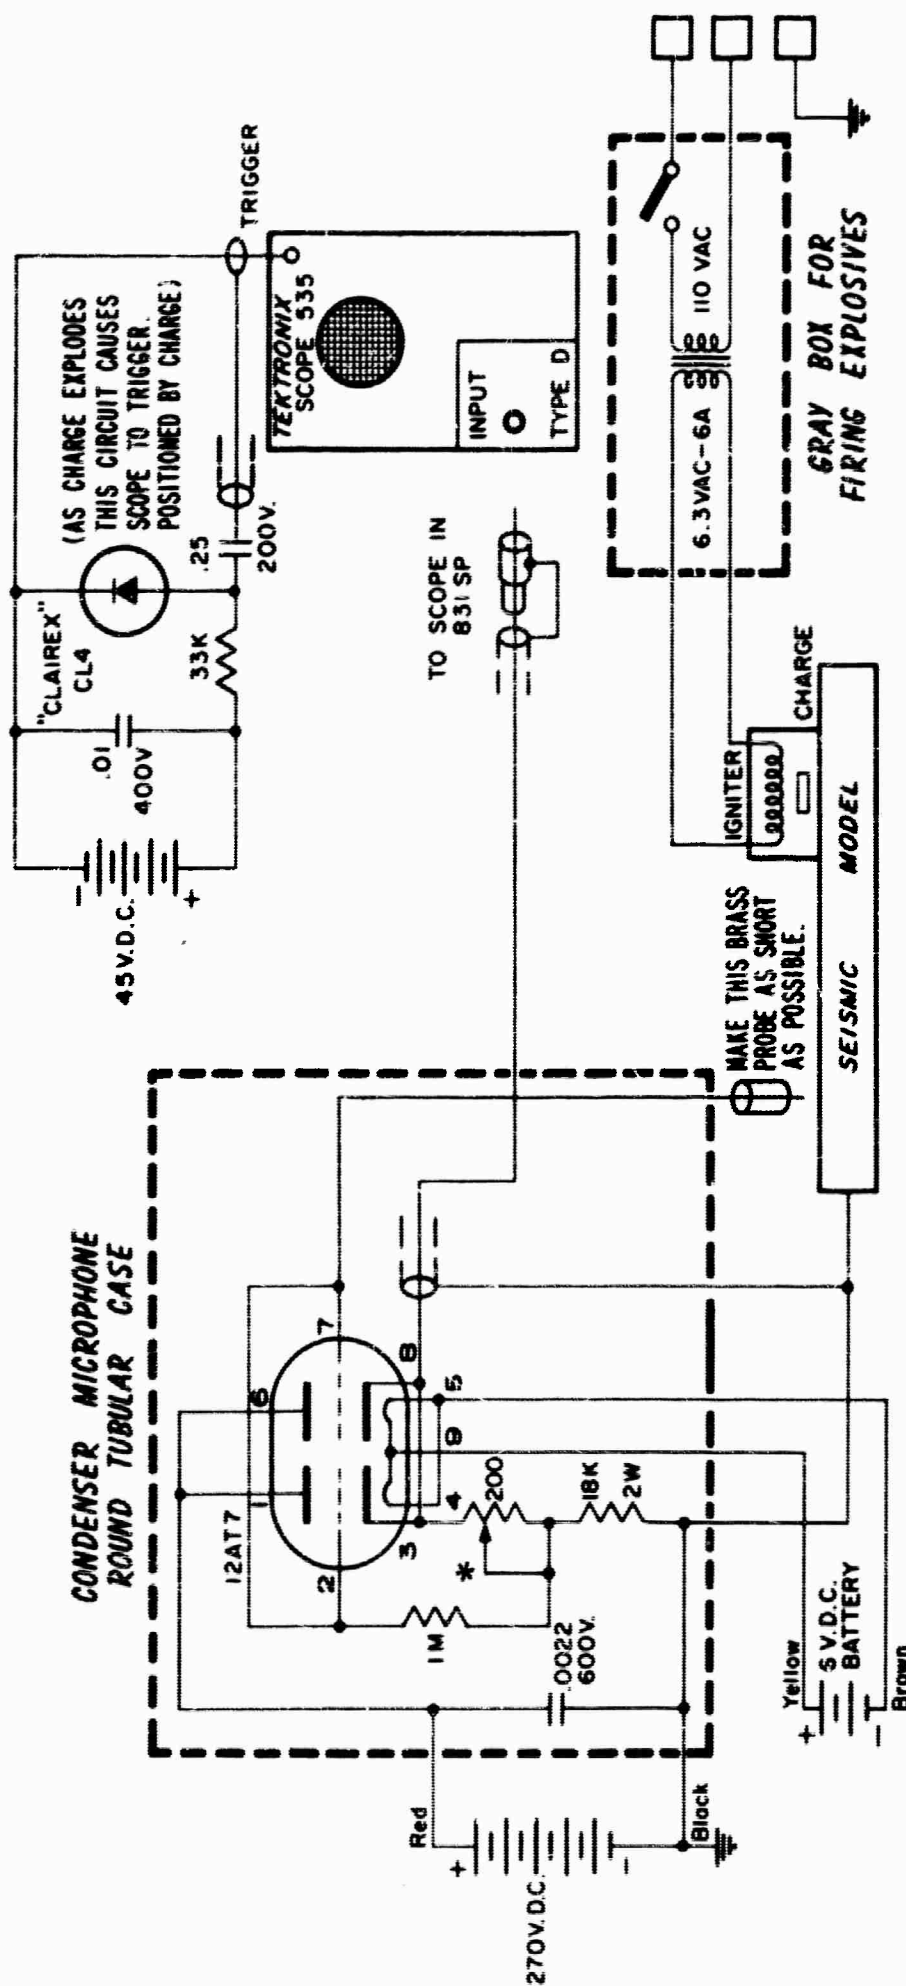 CONDENSER MICROPHONE
ROUND TUBULAR CASE
12AT7
1
6
2
7
3
8
4
9
5
1M
*
200
18K
2W
.0022
600V.
Red
+
-
270V.D.C.
Black
Yellow
+
-
BATTERY
Brown
45V.D.C.
-
+
.01
400V
"CLAIREX"
CL4
33K
(AS CHARGE EXPLODES
THIS CIRCUIT CAUSES
SCOPE TO TRIGGER.
POSITIONED BY CHARGE)
.25
200V.
TRIGGER
TEKTRONIX
SCOPE 535
INPUT
TYPE D
TO SCOPE IN
831 SP
MAKE THIS BRASS
PROBE AS SHORT
AS POSSIBLE.
IGNITER
CHARGE
SEISMIC MODEL
6.3VAC-6A
110 VAC
GRAY BOX FOR
FIRING EXPLOSIVES